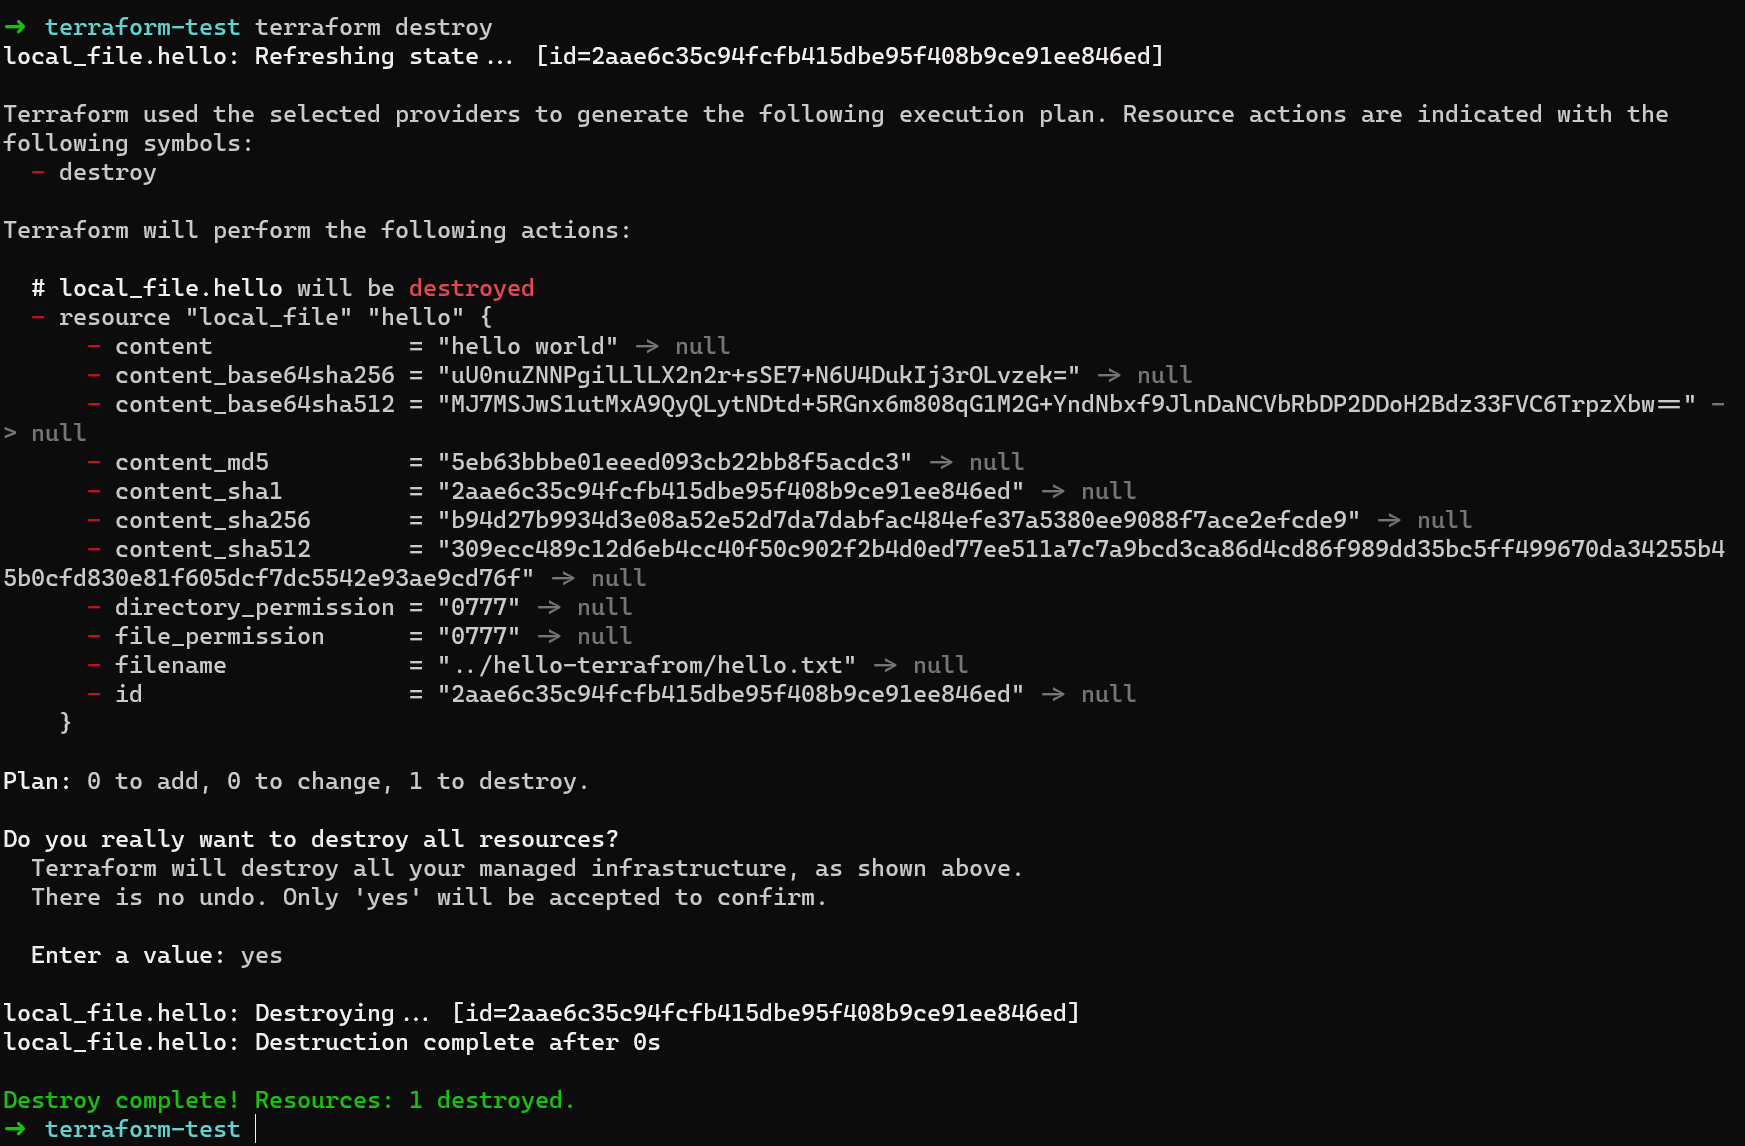 ➜ terraform-test terraform destroy
local_file.hello: Refreshing state... [id=2aae6c35c94fcfb415dbe95f408b9ce91ee846ed]
Terraform used the selected providers to generate the following execution plan. Resource actions are indicated with the
following symbols:
- destroy
Terraform will perform the following actions:
# local_file.hello will be destroyed
- resource "local_file" "hello" {
- content = "hello world" -> null
- content_base64sha256 = "uU0nuZNNPgilLlLX2n2r+sSE7+N6U4DukIj3rOLvzek=" -> null
- content_base64sha512 = "MJ7MSJwS1utMxA9QyQLytNDtd+5RGnx6m808qG1M2G+YndNbxf9JlnDaNCVbRbDP2DDoH2Bdz33FVC6TrpzXbw==" -
> null
- content_md5 = "5eb63bbbe01eeed093cb22bb8f5acdc3" -> null
- content_sha1 = "2aae6c35c94fcfb415dbe95f408b9ce91ee846ed" -> null
- content_sha256 = "b94d27b9934d3e08a52e52d7da7dabfac484efe37a5380ee9088f7ace2efcde9" -> null
- content_sha512 = "309ecc489c12d6eb4cc40f50c902f2b4d0ed77ee511a7c7a9bcd3ca86d4cd86f989dd35bc5ff499670da34255b4
5b0cfd830e81f605dcf7dc5542e93ae9cd76f" -> null
- directory_permission = "0777" -> null
- file_permission = "0777" -> null
- filename = "../hello-terrafrom/hello.txt" -> null
- id = "2aae6c35c94fcfb415dbe95f408b9ce91ee846ed" -> null
}
Plan: 0 to add, 0 to change, 1 to destroy.
Do you really want to destroy all resources?
Terraform will destroy all your managed infrastructure, as shown above.
There is no undo. Only 'yes' will be accepted to confirm.
Enter a value: yes
local_file.hello: Destroying... [id=2aae6c35c94fcfb415dbe95f408b9ce91ee846ed]
local_file.hello: Destruction complete after 0s
Destroy complete! Resources: 1 destroyed.
➜ terraform-test